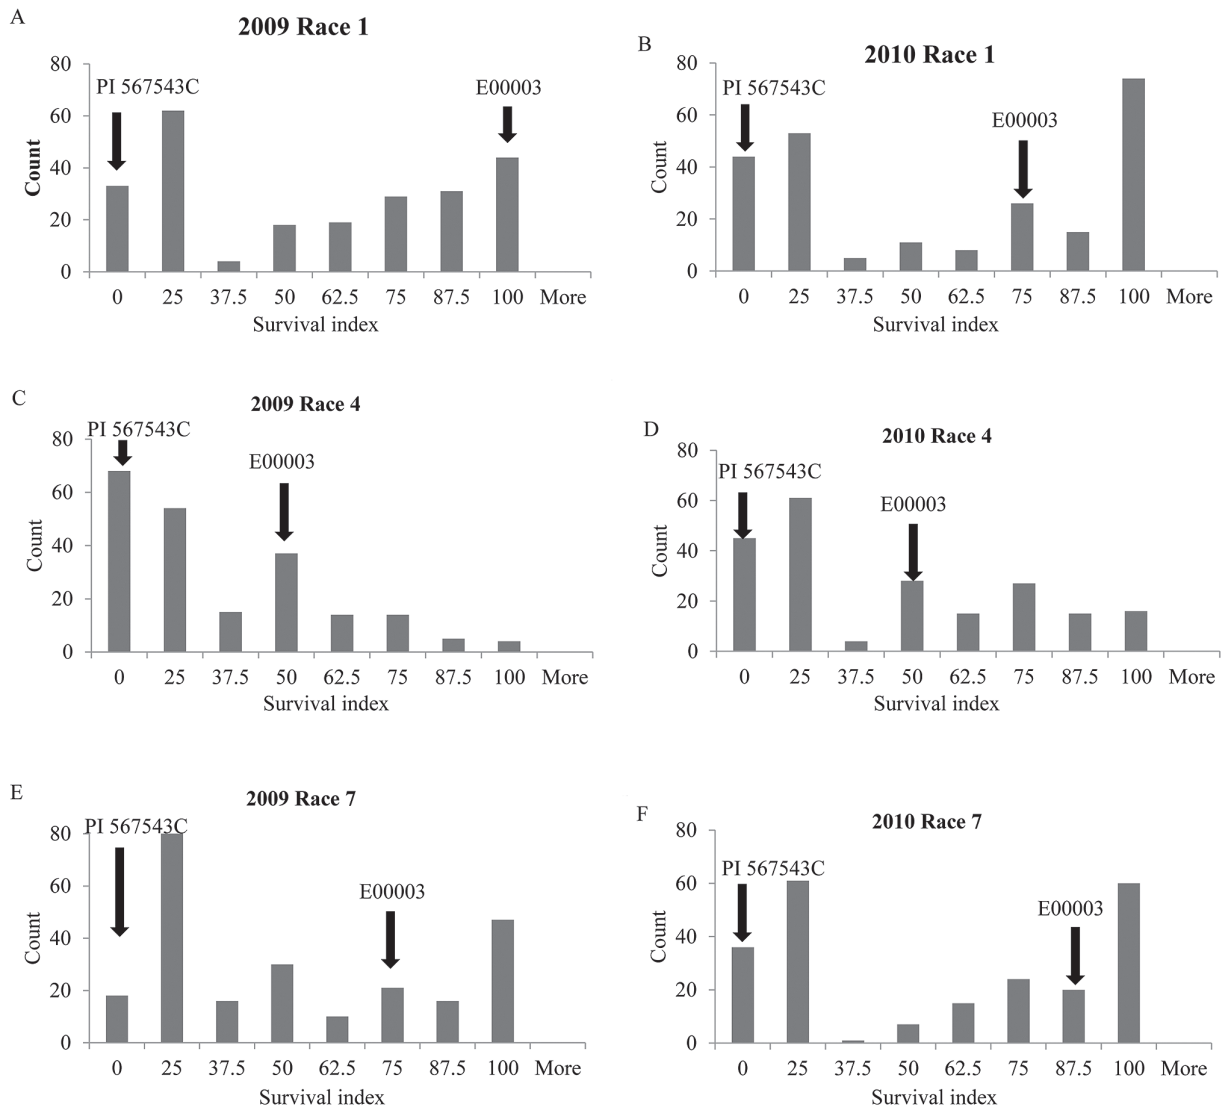 A
2009 Race 1
80
60
40
20
0
Count
PI 567543C
E00003
0 25 37.5 50 62.5 75 87.5 100 More
Survival index
B
2010 Race 1
80
60
40
20
0
Count
PI 567543C
E00003
0 25 37.5 50 62.5 75 87.5 100 More
Survival index
C
2009 Race 4
80
60
40
20
0
Count
PI 567543C
E00003
0 25 37.5 50 62.5 75 87.5 100 More
Survival index
D
2010 Race 4
80
60
40
20
0
Count
PI 567543C
E00003
0 25 37.5 50 62.5 75 87.5 100 More
Survival index
E
2009 Race 7
80
60
40
20
0
Count
PI 567543C
E00003
0 25 37.5 50 62.5 75 87.5 100 More
Survival index
F
2010 Race 7
80
60
40
20
0
Count
PI 567543C
E00003
0 25 37.5 50 62.5 75 87.5 100 More
Survival index